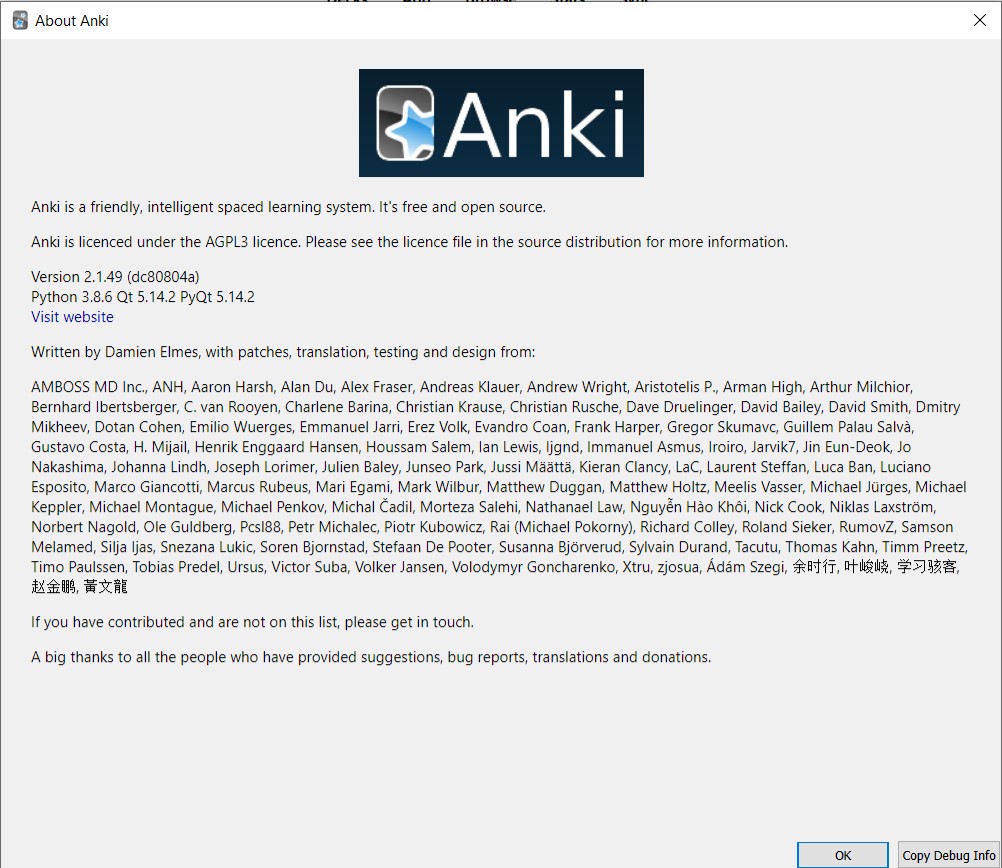 About Anki
Anki
Anki is a friendly, intelligent spaced learning system. It's free and open source.
Anki is licenced under the AGPL3 licence. Please see the licence file in the source distribution for more information.
Version 2.1.49 (dc80804a)
Python 3.8.6 Qt 5.14.2 PyQt 5.14.2
Visit website
Written by Damien Elmes, with patches, translation, testing and design from:
AMBOSS MD Inc., ANH, Aaron Harsh, Alan Du, Alex Fraser, Andreas Klauer, Andrew Wright, Aristotelis P., Arman High, Arthur Milchior,
Bernhard Ibertsberger, C. van Rooyen, Charlene Barina, Christian Krause, Christian Rusche, Dave Druelinger, David Bailey, David Smith, Dmitry
Mikheev, Dotan Cohen, Emilio Wuerges, Emmanuel Jarri, Erez Volk, Evandro Coan, Frank Harper, Gregor Skumavc, Guillem Palau Salvà,
Gustavo Costa, H. Mijail, Henrik Enggaard Hansen, Houssam Salem, Ian Lewis, Ijgnd, Immanuel Asmus, Iroiro, Jarvik7, Jin Eun-Deok, Jo
Nakashima, Johanna Lindh, Joseph Lorimer, Julien Baley, Junseo Park, Jussi Määttä, Kieran Clancy, LaC, Laurent Steffan, Luca Ban, Luciano
Esposito, Marco Giancotti, Marcus Rubeus, Mari Egami, Mark Wilbur, Matthew Duggan, Matthew Holtz, Meelis Vasser, Michael Jürges, Michael
Keppler, Michael Montague, Michael Penkov, Michal Čadil, Morteza Salehi, Nathanael Law, Nguyễn Hào Khôi, Nick Cook, Niklas Laxström,
Norbert Nagold, Ole Guldberg, Pcsl88, Petr Michalec, Piotr Kubowicz, Rai (Michael Pokorny), Richard Colley, Roland Sieker, RumovZ, Samson
Melamed, Silja Ijas, Snezana Lukic, Soren Bjornstad, Stefaan De Pooter, Susanna Björverud, Sylvain Durand, Tacutu, Thomas Kahn, Timm Preetz,
Timo Paulssen, Tobias Predel, Ursus, Victor Suba, Volker Jansen, Volodymyr Goncharenko, Xtru, zjosua, Ádám Szegi, 余时行, 叶峻峣, 学习骇客,
赵金鹏, 黃文龍
If you have contributed and are not on this list, please get in touch.
A big thanks to all the people who have provided suggestions, bug reports, translations and donations.
OK
Copy Debug Info